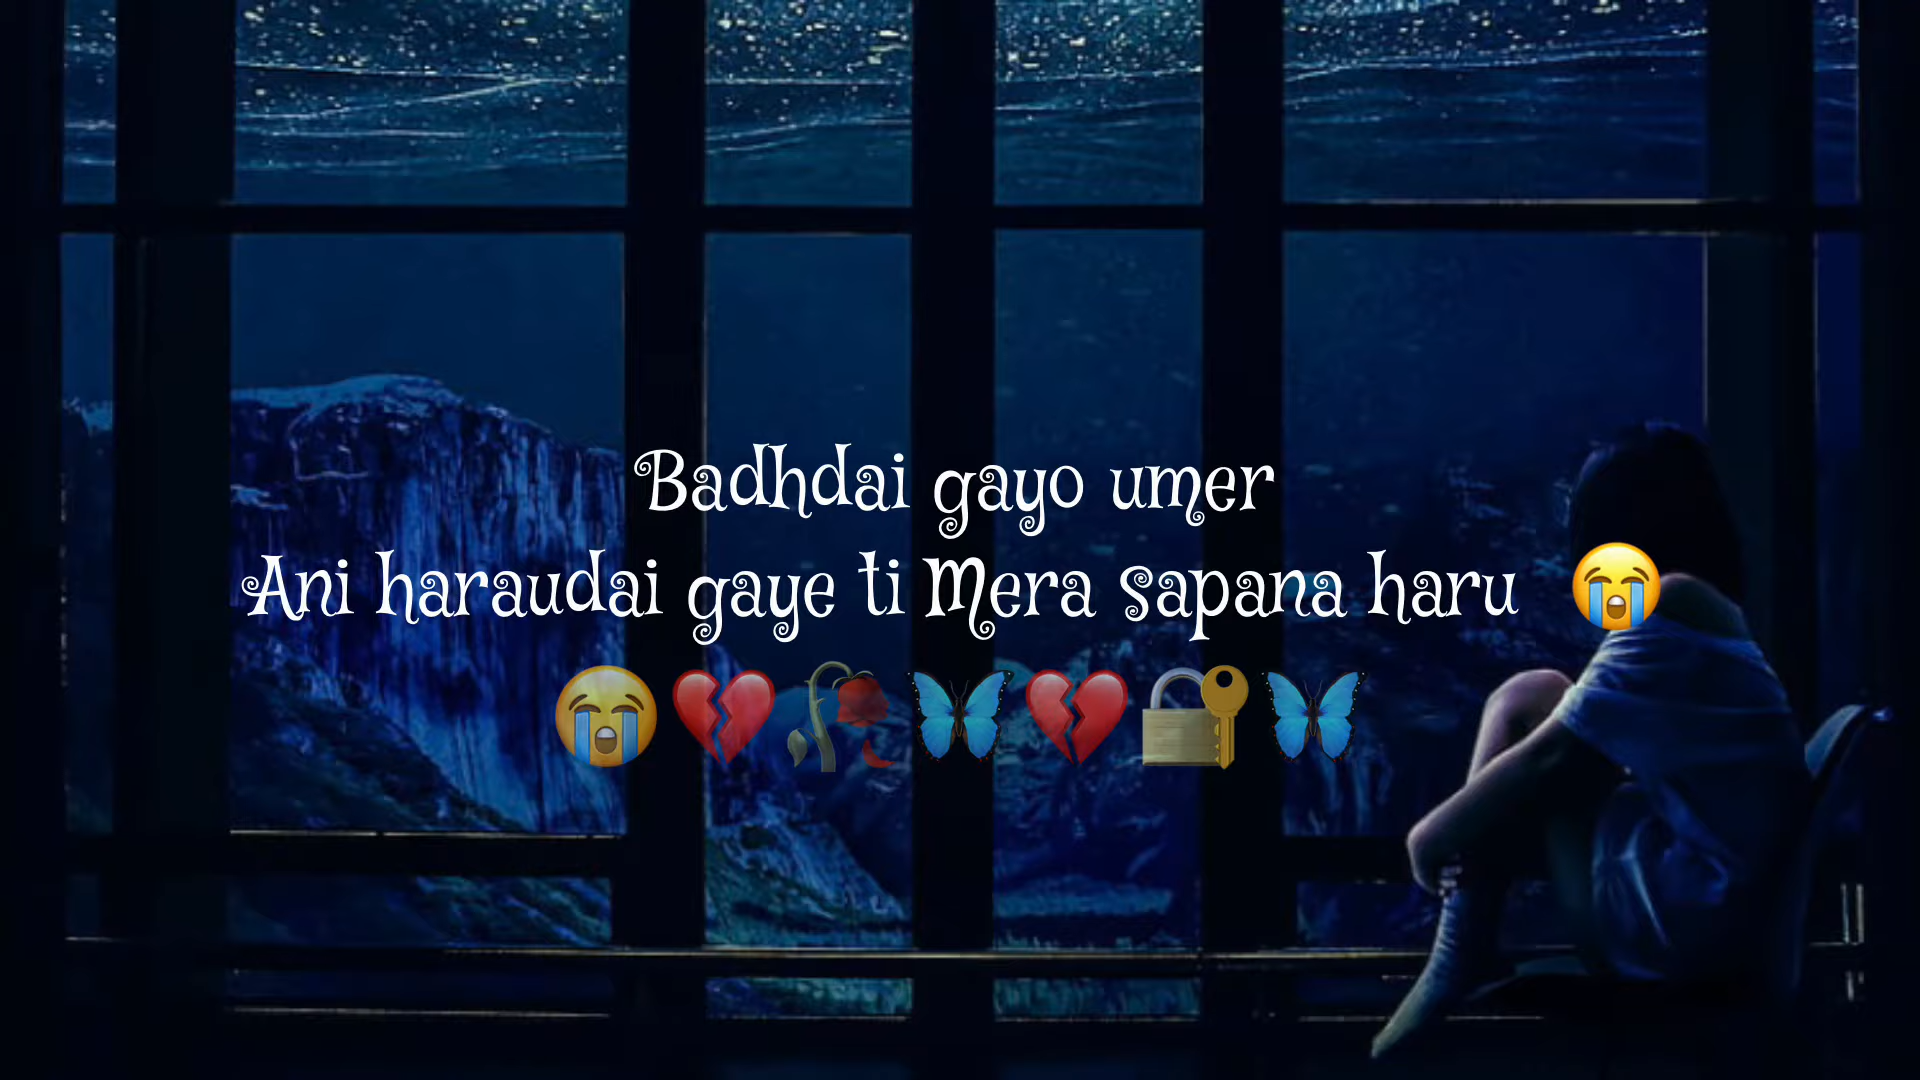 Badhdai gayo umer
Ani haraudai gaye ti Mera sapana haru 😭
😭💔🥀🦋💔🔐🦋